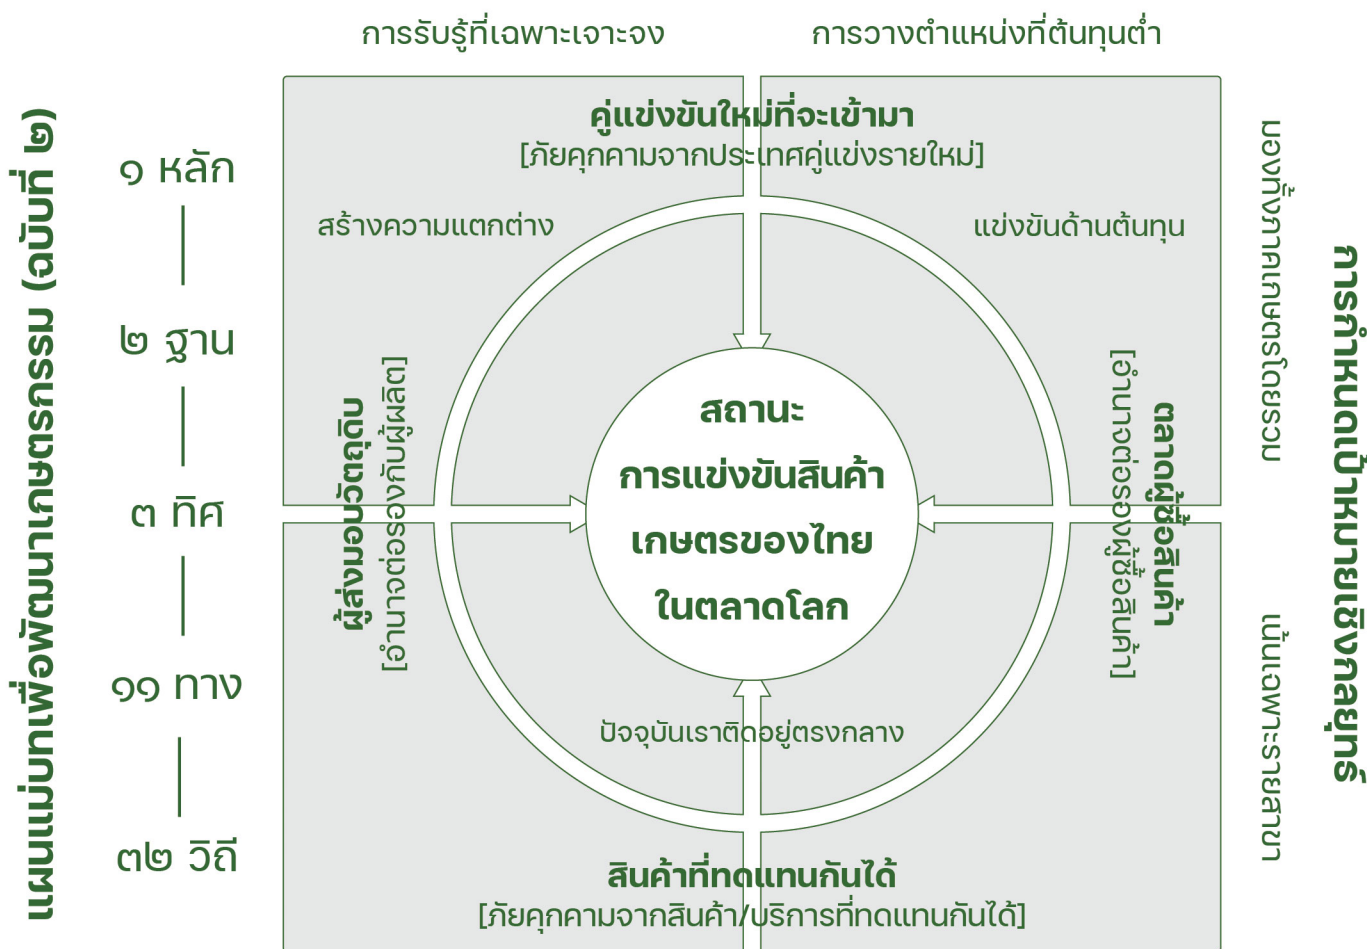 การรับรู้ที่เฉพาะเจาะจง
การวางตำแหน่งที่ต้นทุนต่ำ
แผนแม่บทเพื่อพัฒนาเกษตรกรรม (ฉบับที่ ๒)
๑ หลัก
๒ ฐาน
๓ ทิศ
๑๑ ทาง
๓๒ วิถี
คู่แข่งขันใหม่ที่จะเข้ามา
[ภัยคุกคามจากประเทศคู่แข่งรายใหม่]
สร้างความแตกต่าง
แข่งขันด้านต้นทุน
ผู้ส่งมอบวัตถุดิบ
[อำนาจต่อรองกับผู้ผลิต]
สถานะ
การแข่งขันสินค้า
เกษตรของไทย
ในตลาดโลก
ตลาดผู้ซื้อสินค้า
[อำนาจต่อรองผู้ซื้อสินค้า]
ปัจจุบันเราติดอยู่ตรงกลาง
สินค้าที่ทดแทนกันได้
[ภัยคุกคามจากสินค้า/บริการที่ทดแทนกันได้]
มองทั้งภาคเกษตรโดยรวม
เน้นเฉพาะรายสาขา
การกำหนดเป้าหมายเชิงกลยุทธ์